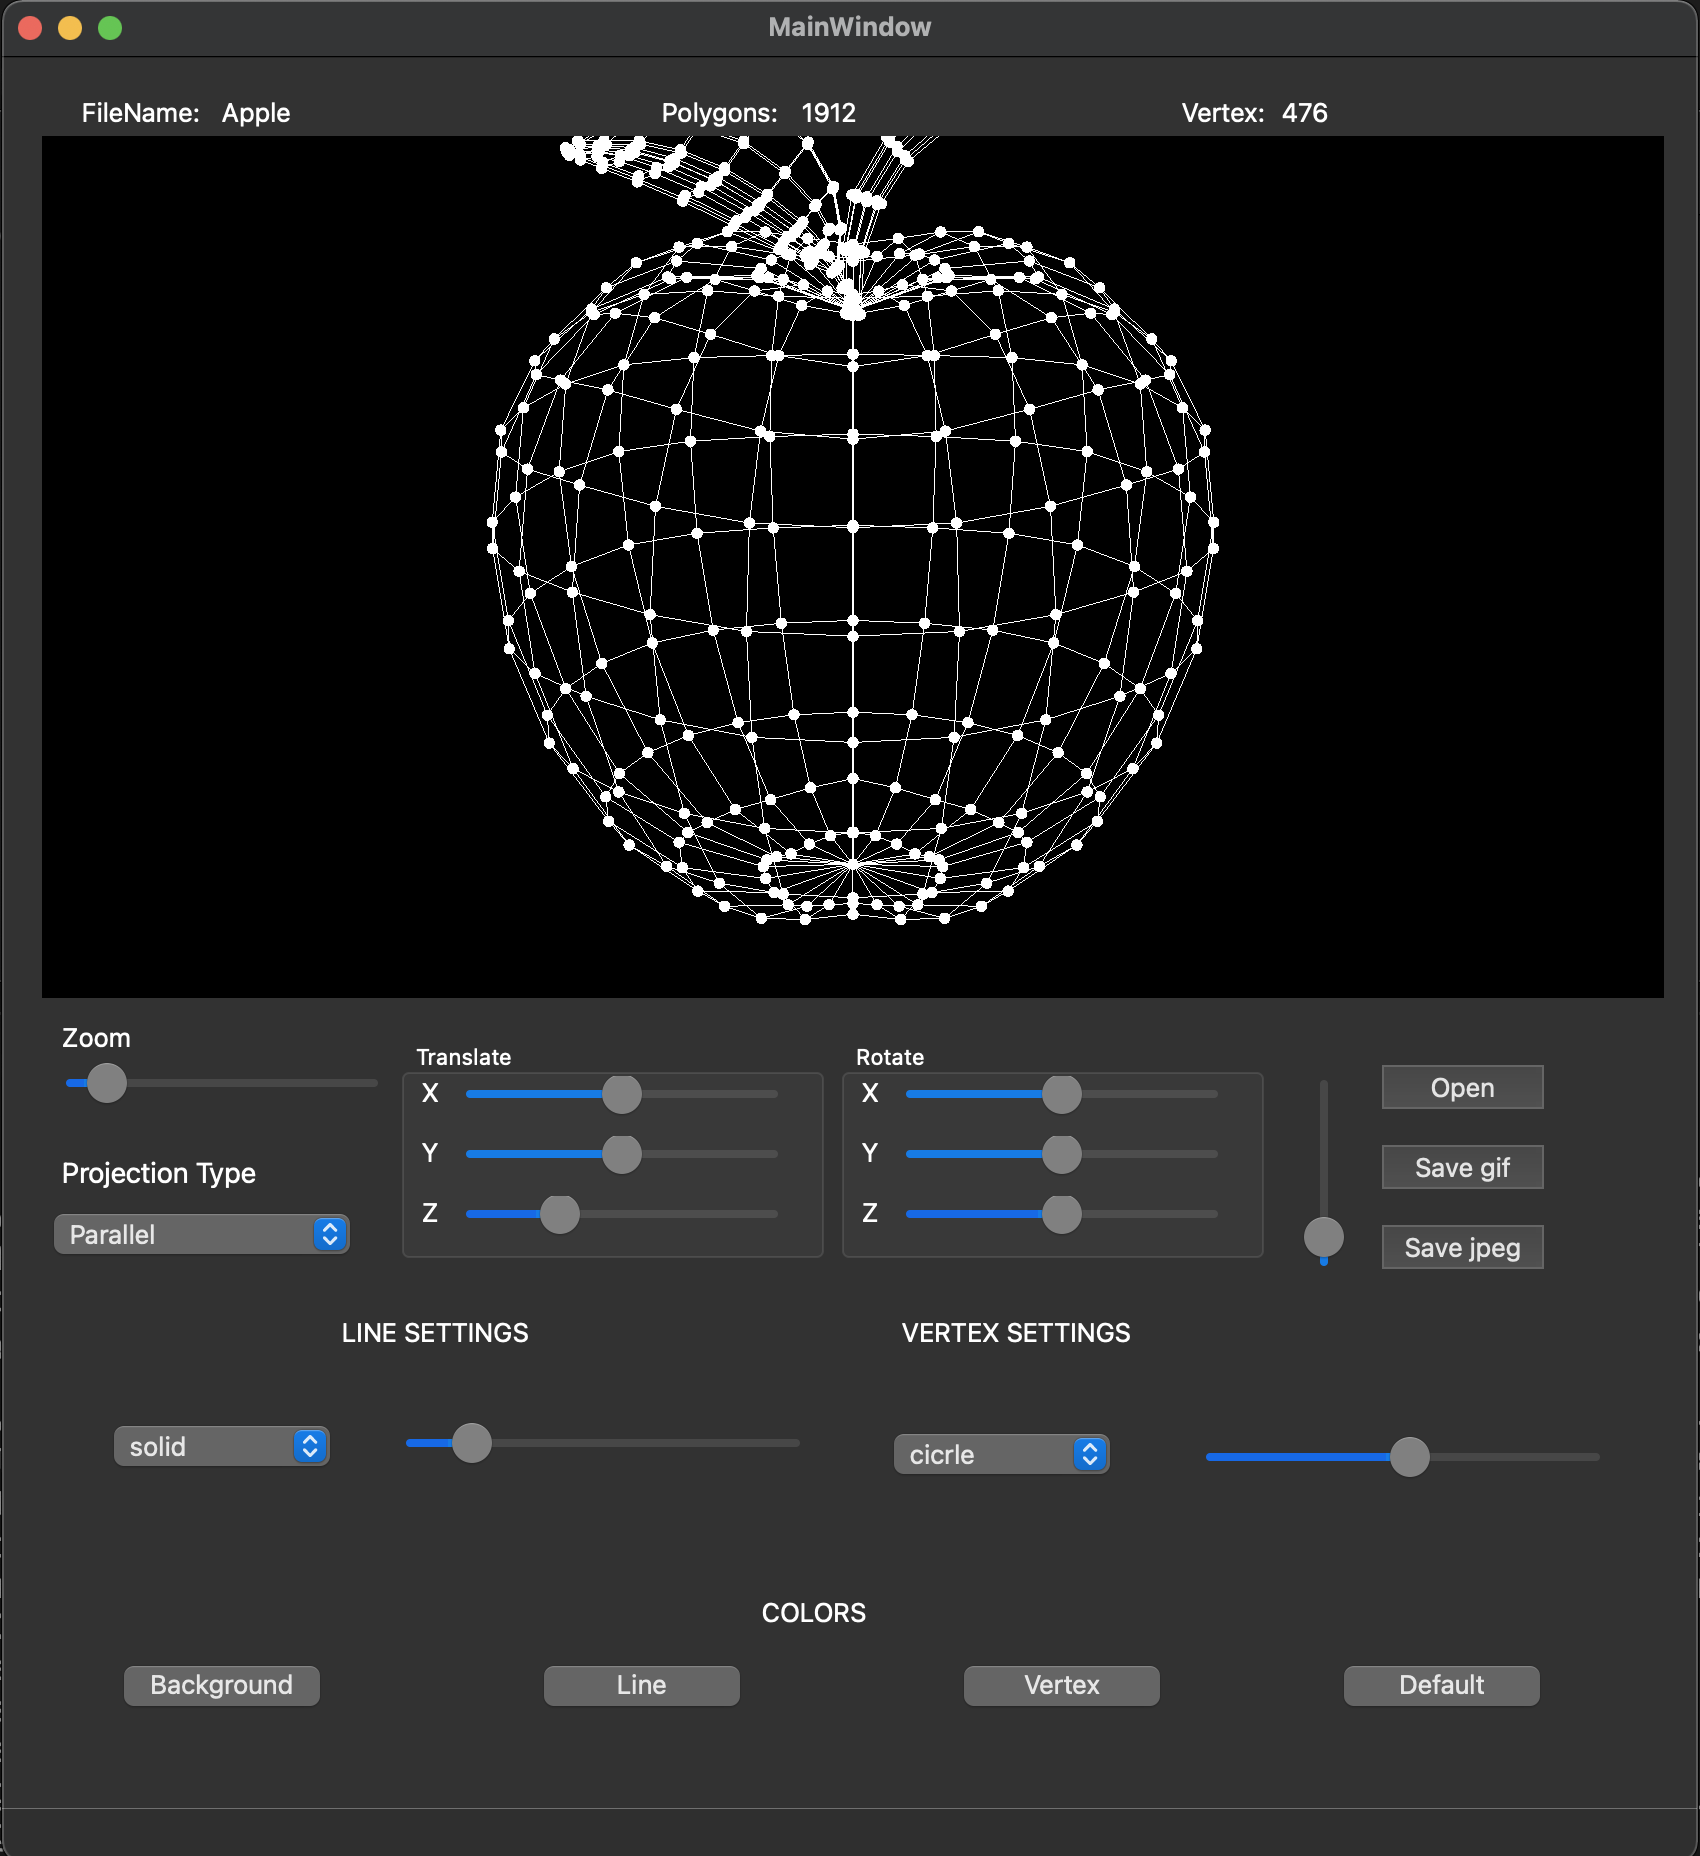 MainWindow
FileName: Apple Polygons: 1912 Vertex: 476
Zoom
Translate
X
Y
Z
Rotate
X
Y
Z
Open
Save gif
Save jpeg
Projection Type
Parallel
LINE SETTINGS
VERTEX SETTINGS
solid
cicrle
COLORS
Background Line Vertex Default